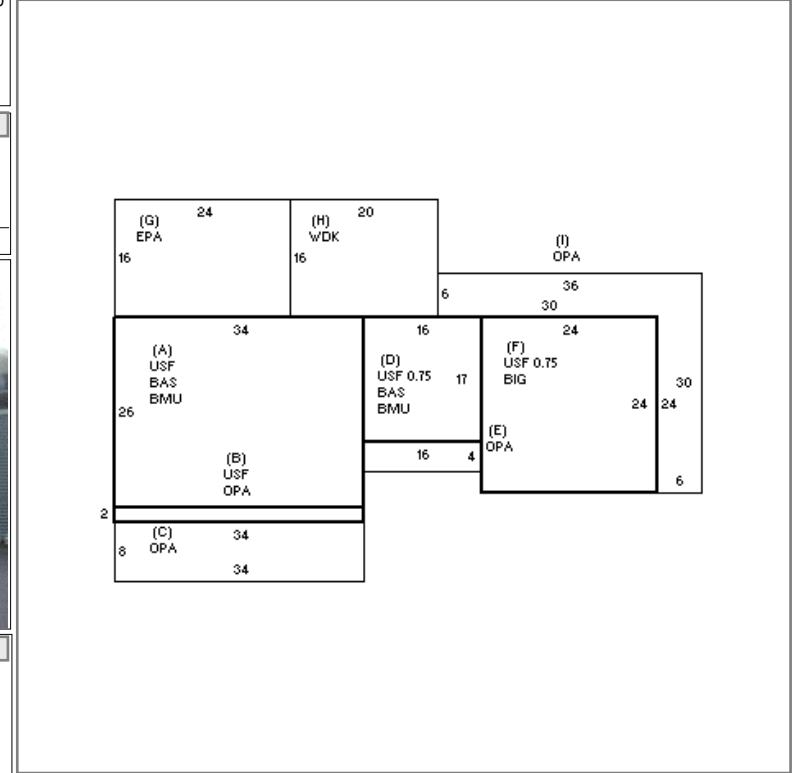 (G)
EPA
24
16
(H)
WDK
20
16
(I)
OPA
6
36
30
30
24
6
34
(A)
USF
BAS
BMU
26
(B)
USF
OPA
2
16
(D)
USF 0.75
BAS
BMU
17
16
4
24
(F)
USF 0.75
BIG
24
(E)
OPA
(C)
OPA
8
34
34